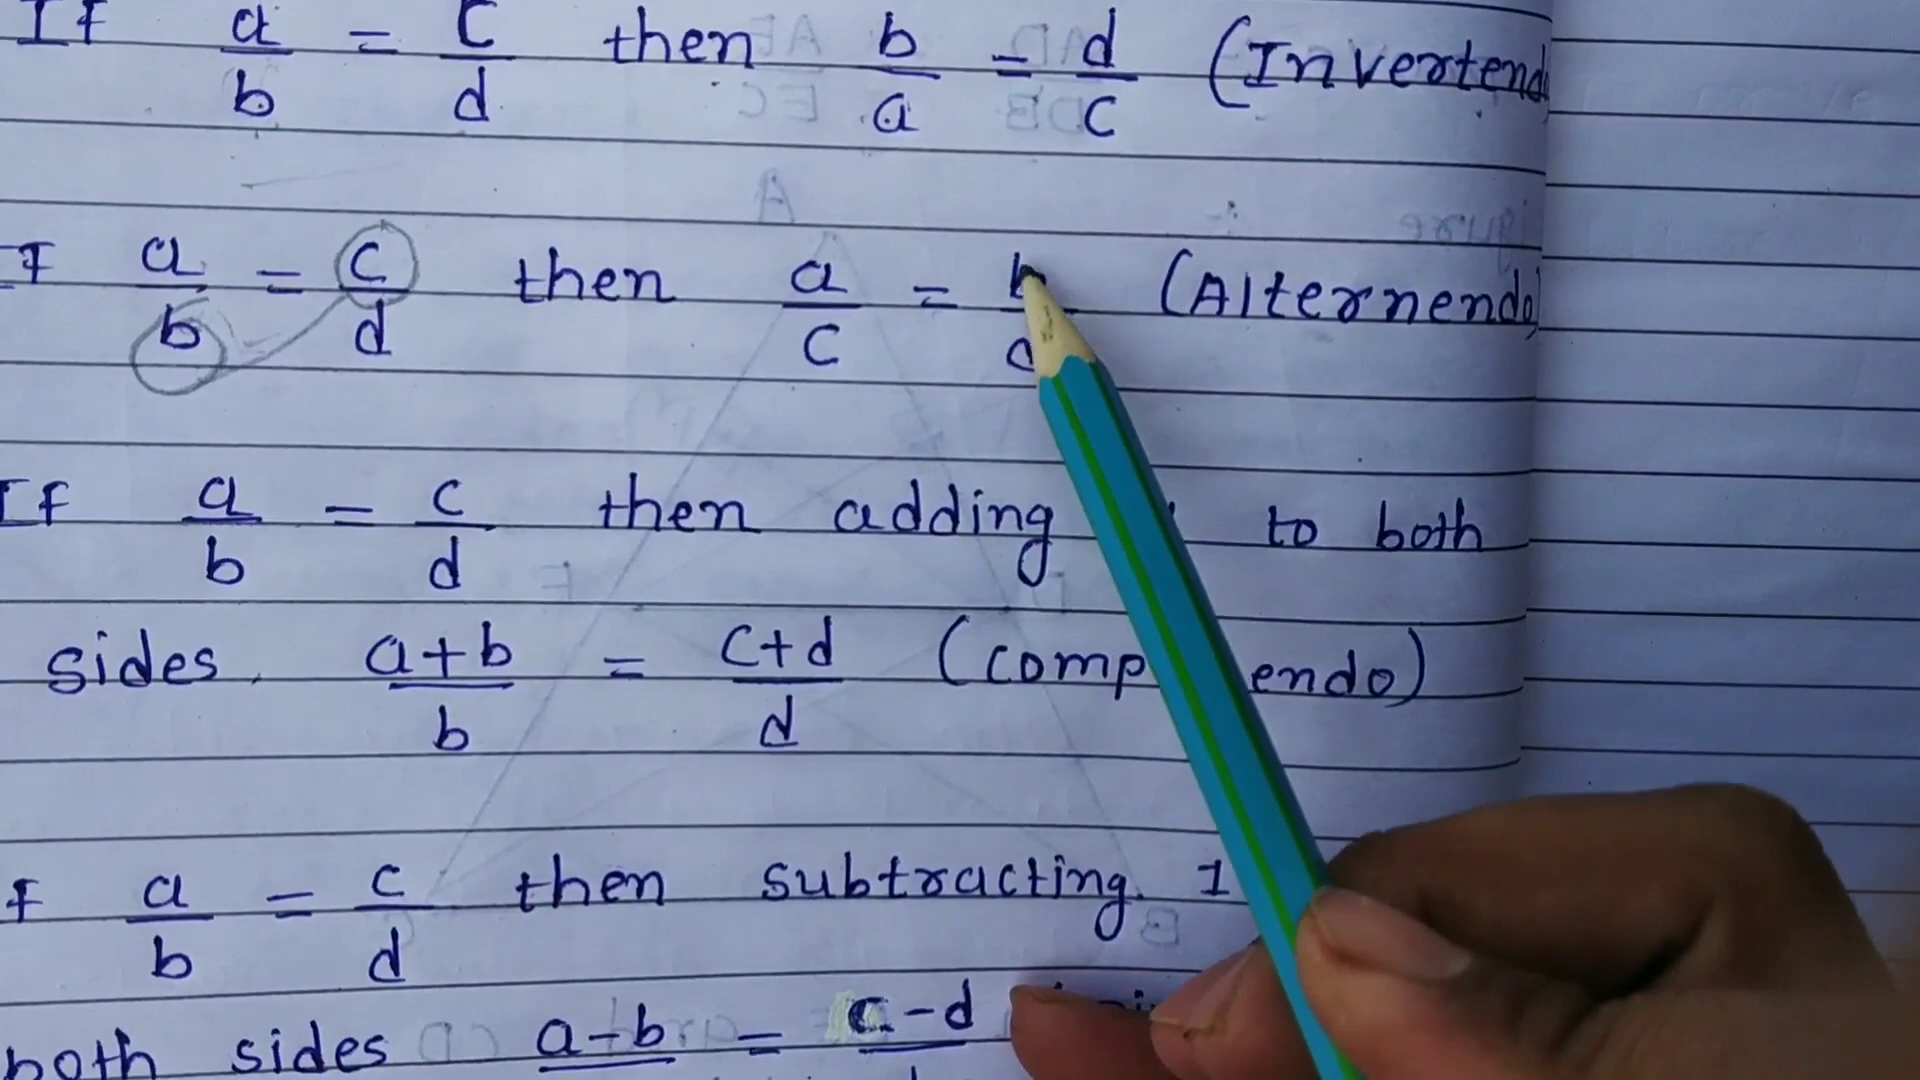 If a/b = c/d then b/a = d/c (Invertend
If a/b = c/d then a/c = (Alternendo)
If a/b = c/d then adding to both
sides. a+b/b = c+d/d (comp endo)
If a/b = c/d then subtracting 1
both sides a-b = c-d